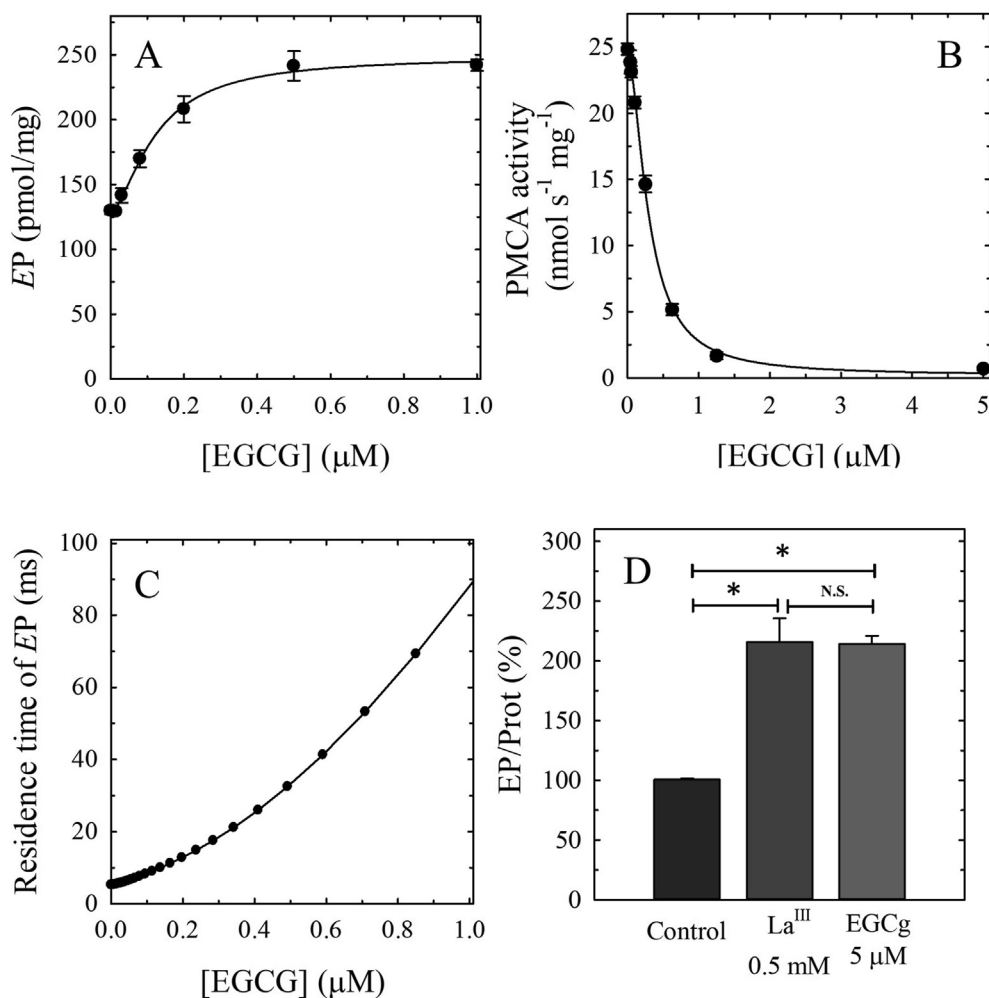 A
EP (pmol/mg)
300
250
200
150
100
50
0
0.0
0.2
0.4
0.6
0.8
1.0
[EGCG] (μM)
B
PMCA activity
(nmol s⁻¹ mg⁻¹)
25
20
15
10
5
0
0
1
2
3
4
5
[EGCG] (μM)
C
Residence time of EP (ms)
100
80
60
40
20
0
0.0
0.2
0.4
0.6
0.8
1.0
[EGCG] (μM)
D
EP/Prot (%)
300
250
200
150
100
50
0
*
*
N.S.
Control
La^III
0.5 mM
EGCg
5 μM